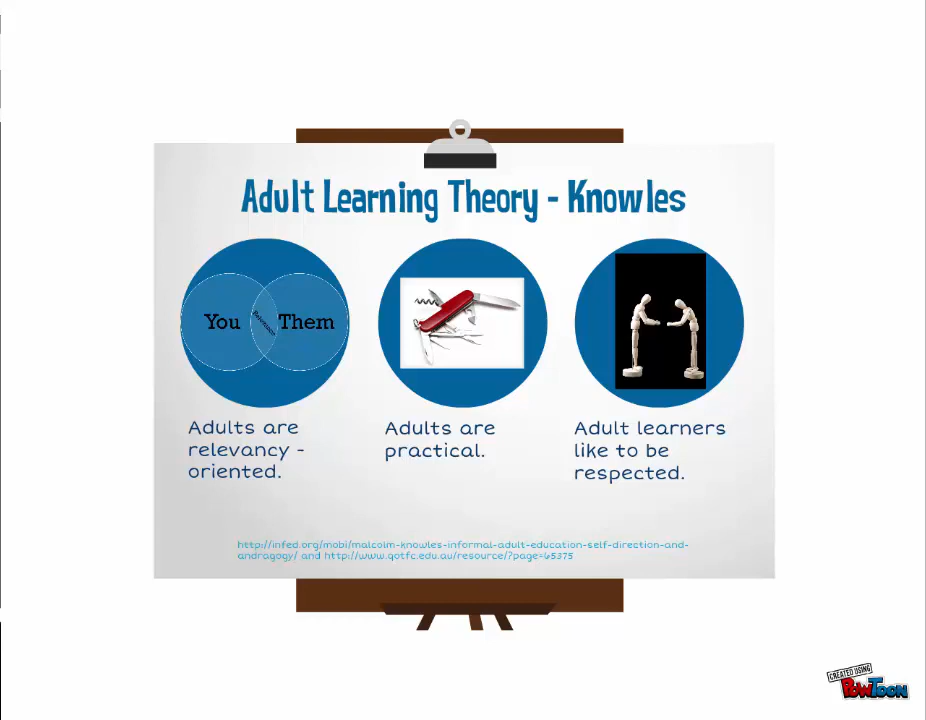 Adult Learning Theory - Knowles
You
Relevance
Them
Adults are
relevancy -
oriented.
Adults are
practical.
Adult learners
like to be
respected.
http://infed.org/mobi/malcolm-knowles-informal-adult-education-self-direction-and-
andragogy/ and http://www.qotfc.edu.au/resource/?page=65375
CREATED USING
POWTOON